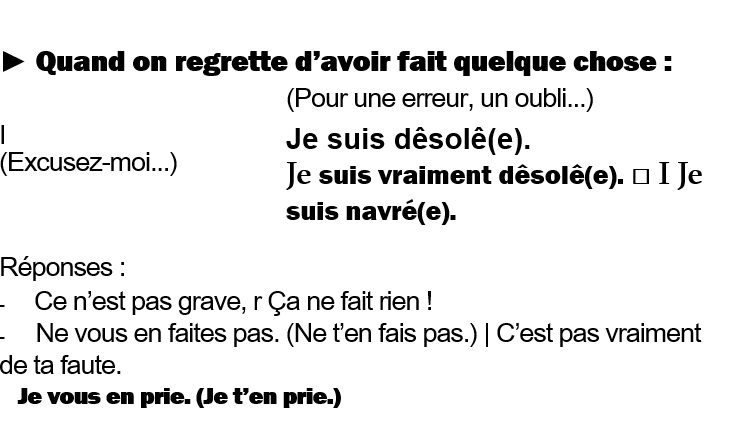 ► Quand on regrette d’avoir fait quelque chose :
(Pour une erreur, un oubli...)
I
(Excusez-moi...)
Je suis dêsolê(e).
Je suis vraiment dêsolê(e). □ I Je
suis navré(e).
Réponses :
- Ce n’est pas grave, r Ça ne fait rien !
- Ne vous en faites pas. (Ne t’en fais pas.) | C’est pas vraiment
de ta faute.
Je vous en prie. (Je t’en prie.)